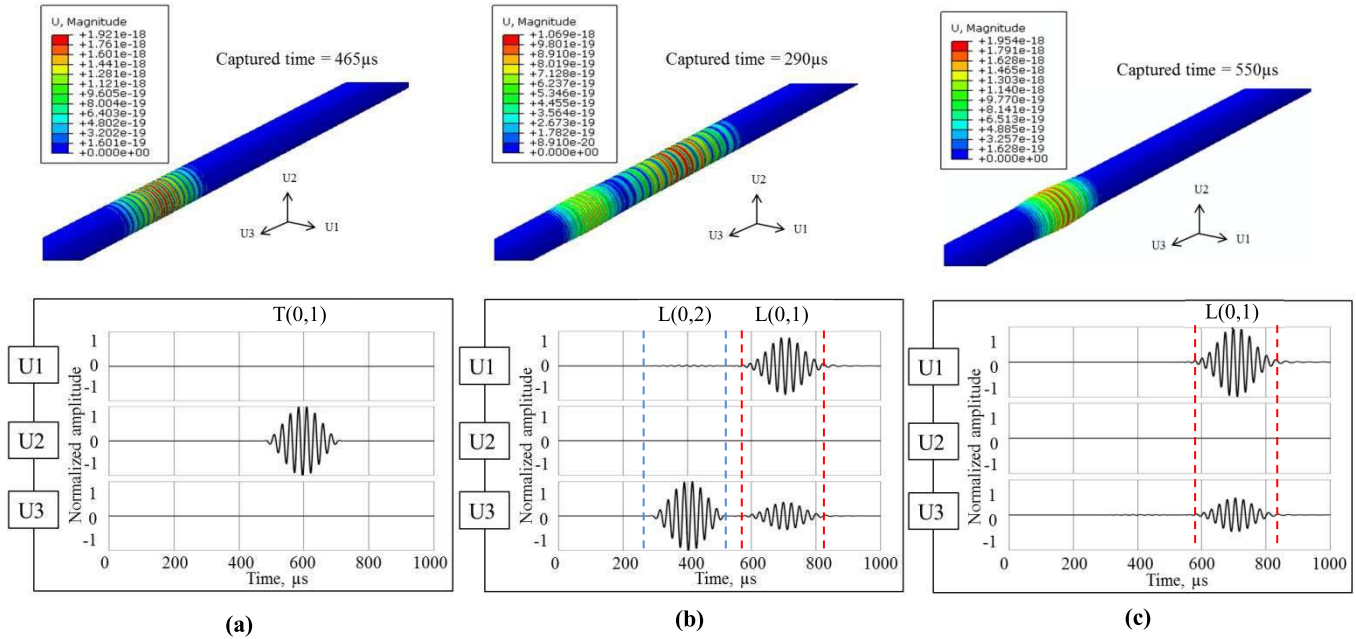 U, Magnitude
+1.921e-18
+1.761e-18
+1.601e-18
+1.441e-18
+1.281e-18
+1.121e-18
+9.605e-19
+8.004e-19
+6.403e-19
+4.802e-19
+3.202e-19
+1.601e-19
+0.000e+00
Captured time = 465µs
U2
U3
U1
T(0,1)
U1
U2
U3
Normalized amplitude
1
0
-1
1
0
-1
1
0
-1
0
200
400
600
800
1000
Time, µs
(a)
U, Magnitude
+1.069e-18
+9.801e-19
+8.910e-19
+8.019e-19
+7.128e-19
+6.237e-19
+5.346e-19
+4.455e-19
+3.564e-19
+2.673e-19
+1.782e-19
+8.910e-20
+0.000e+00
Captured time = 290µs
U2
U3
U1
L(0,2)
L(0,1)
U1
U2
U3
Normalized amplitude
1
0
-1
1
0
-1
1
0
-1
0
200
400
600
800
1000
Time, µs
(b)
U, Magnitude
+1.954e-18
+1.791e-18
+1.628e-18
+1.465e-18
+1.303e-18
+1.140e-18
+9.770e-19
+8.141e-19
+6.513e-19
+4.885e-19
+3.257e-19
+1.628e-19
+0.000e+00
Captured time = 550µs
U2
U3
U1
L(0,1)
U1
U2
U3
Normalized amplitude
1
0
-1
1
0
-1
1
0
-1
0
200
400
600
800
1000
Time, µs
(c)